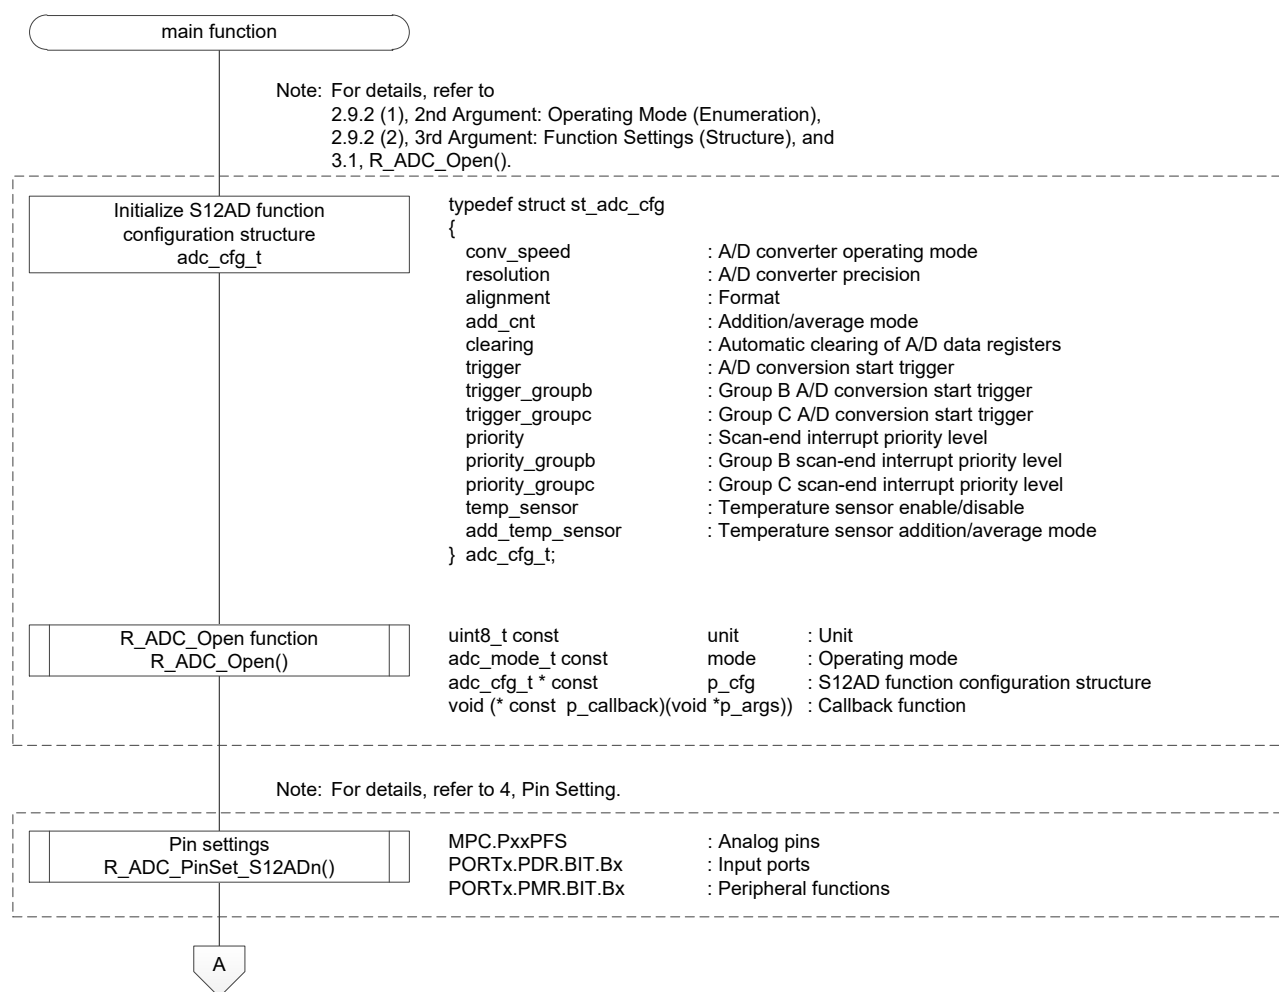 main function
Note: For details, refer to
2.9.2 (1), 2nd Argument: Operating Mode (Enumeration),
2.9.2 (2), 3rd Argument: Function Settings (Structure), and
3.1, R_ADC_Open().
Initialize S12AD function
configuration structure
adc_cfg_t
typedef struct st_adc_cfg
{
conv_speed : A/D converter operating mode
resolution : A/D converter precision
alignment : Format
add_cnt : Addition/average mode
clearing : Automatic clearing of A/D data registers
trigger : A/D conversion start trigger
trigger_groupb : Group B A/D conversion start trigger
trigger_groupc : Group C A/D conversion start trigger
priority : Scan-end interrupt priority level
priority_groupb : Group B scan-end interrupt priority level
priority_groupc : Group C scan-end interrupt priority level
temp_sensor : Temperature sensor enable/disable
add_temp_sensor : Temperature sensor addition/average mode
} adc_cfg_t;
R_ADC_Open function
R_ADC_Open()
uint8_t const unit : Unit
adc_mode_t const mode : Operating mode
adc_cfg_t * const p_cfg : S12AD function configuration structure
void (* const p_callback)(void *p_args)) : Callback function
Note: For details, refer to 4, Pin Setting.
Pin settings
R_ADC_PinSet_S12ADn()
MPC.PxxPFS : Analog pins
PORTx.PDR.BIT.Bx : Input ports
PORTx.PMR.BIT.Bx : Peripheral functions
A